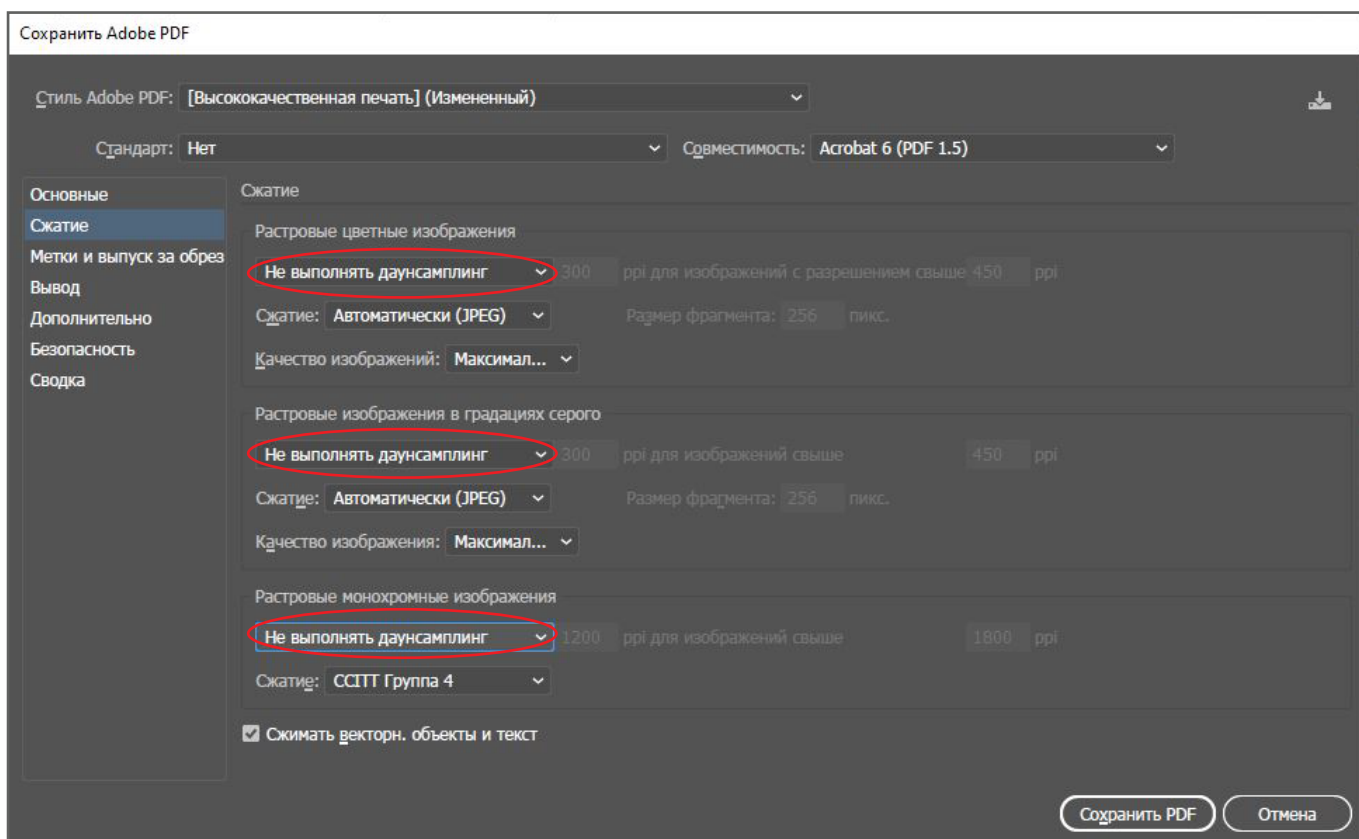 Сохранить Adobe PDF
Стиль Adobe PDF: [Высококачественная печать] (Измененный)
Стандарт: Нет Совместимость: Acrobat 6 (PDF 1.5)
Основные
Сжатие
Метки и выпуск за обрез
Вывод
Дополнительно
Безопасность
Сводка
Сжатие
Растровые цветные изображения
Не выполнять даунсамплинг 300 ppi для изображений с разрешением свыше 450 ppi
Сжатие: Автоматически (JPEG) Размер фрагмента: 256 пикс.
Качество изображений: Максимал...
Растровые изображения в градациях серого
Не выполнять даунсамплинг 300 ppi для изображений свыше 450 ppi
Сжатие: Автоматически (JPEG) Размер фрагмента: 256 пикс.
Качество изображения: Максимал...
Растровые монохромные изображения
Не выполнять даунсамплинг 1200 ppi для изображений свыше 1800 ppi
Сжатие: CCITT Группа 4
Сжимать векторн. объекты и текст
Сохранить PDF Отмена